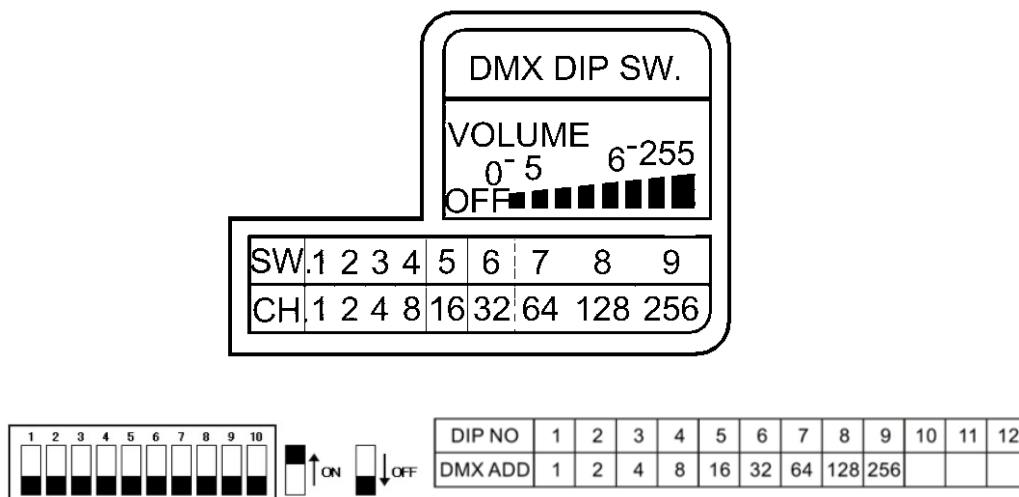 DMX DIP SW.
VOLUME
0-5 6-255
OFF
SW. 1 2 3 4 5 6 7 8 9
CH. 1 2 4 8 16 32 64 128 256
1 2 3 4 5 6 7 8 9 10
ON OFF
DIP NO 1 2 3 4 5 6 7 8 9 10 11 12
DMX ADD 1 2 4 8 16 32 64 128 256